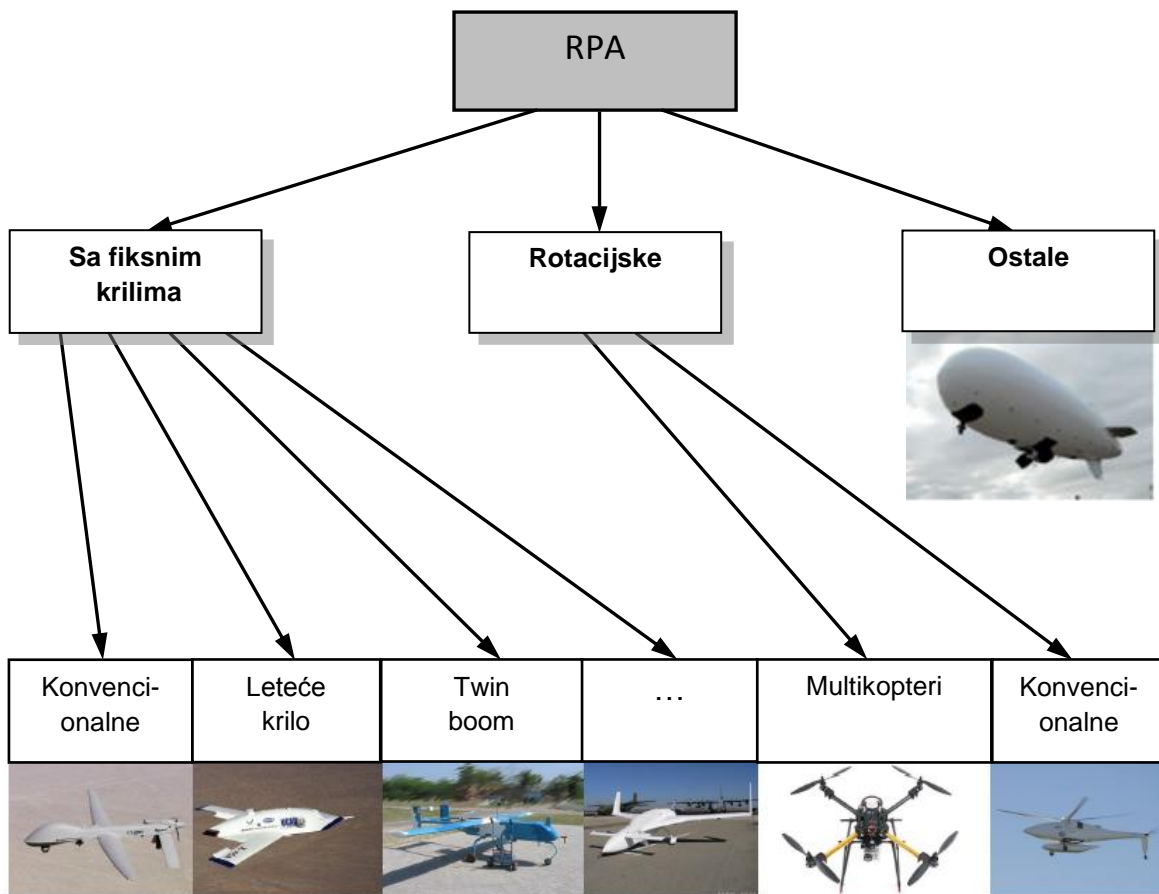 RPA
Sa fiksnim
krilima
Rotacijske
Ostale
Konvenci-
onalne
Leteće
krilo
Twin
boom
…
Multikopteri
Konvenci-
onalne